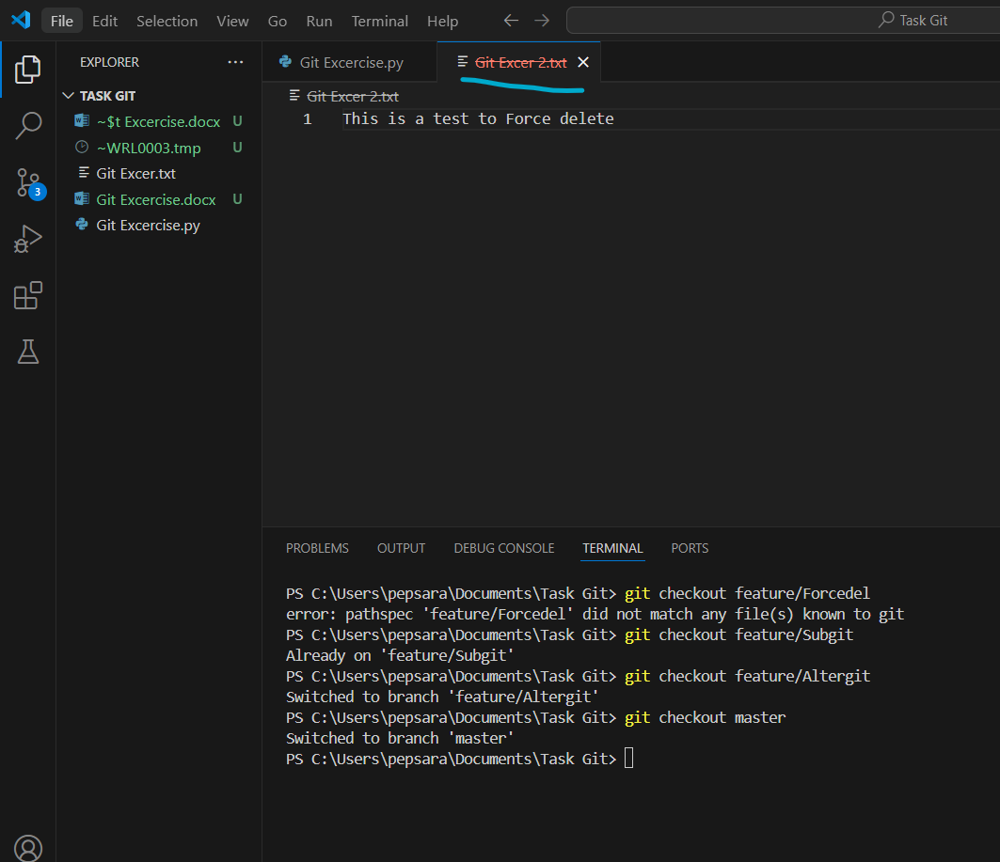 File Edit Selection View Go Run Terminal Help
Task Git
EXPLORER
TASK GIT
~$t Excercise.docx U
~WRL0003.tmp U
Git Excer.txt
Git Excercise.docx U
Git Excercise.py
3
Git Excercise.py
Git Excer 2.txt
Git Excer 2.txt
1 This is a test to Force delete
PROBLEMS OUTPUT DEBUG CONSOLE TERMINAL PORTS
PS C:\Users\pepsara\Documents\Task Git> git checkout feature/Forcedel
error: pathspec 'feature/Forcedel' did not match any file(s) known to git
PS C:\Users\pepsara\Documents\Task Git> git checkout feature/Subgit
Already on 'feature/Subgit'
PS C:\Users\pepsara\Documents\Task Git> git checkout feature/Altergit
Switched to branch 'feature/Altergit'
PS C:\Users\pepsara\Documents\Task Git> git checkout master
Switched to branch 'master'
PS C:\Users\pepsara\Documents\Task Git>